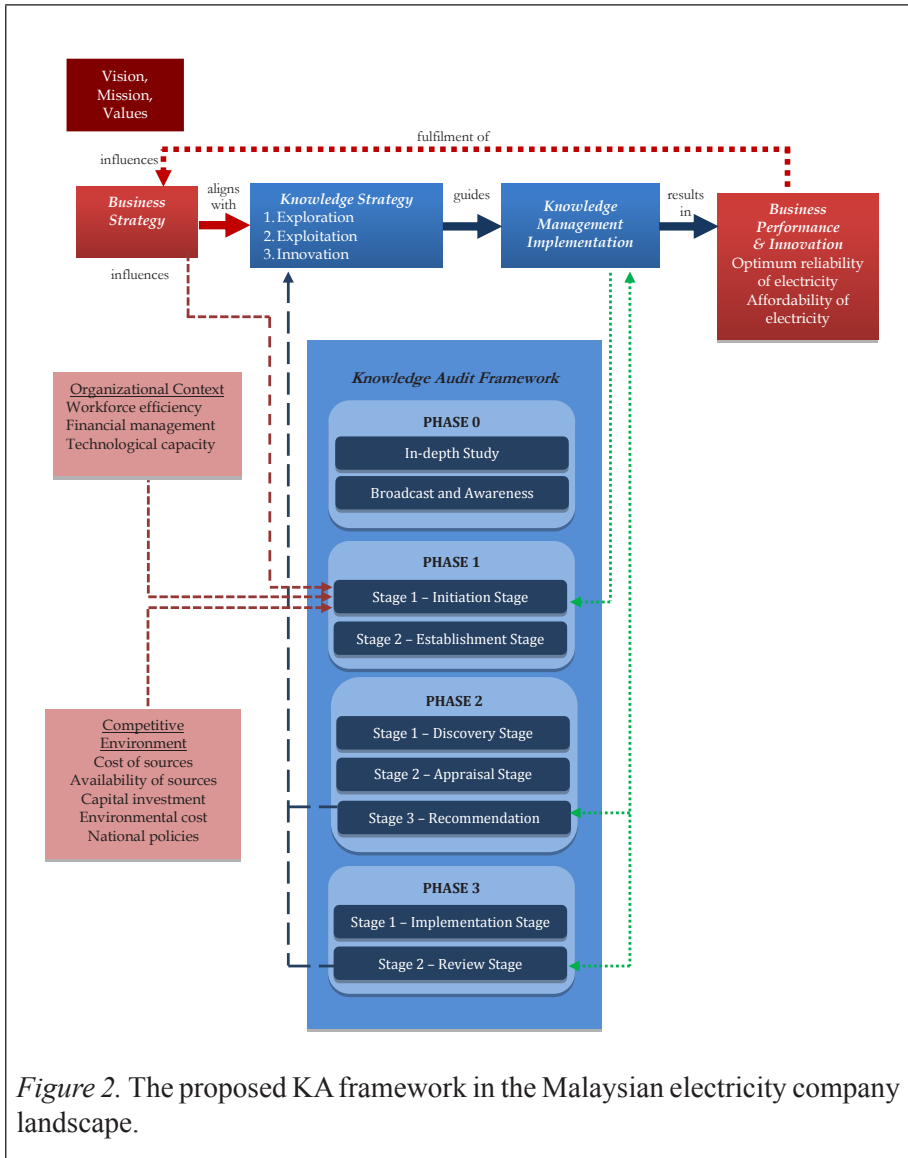 Vision,
Mission,
Values
fulfilment of
influences
Business
Strategy
aligns
with
Knowledge Strategy
1. Exploration
2. Exploitation
3. Innovation
guides
Knowledge
Management
Implementation
results
in
Business
Performance
& Innovation
Optimum reliability
of electricity
Affordability of
electricity
influences
Organizational Context
Workforce efficiency
Financial management
Technological capacity
Competitive
Environment
Cost of sources
Availability of sources
Capital investment
Environmental cost
National policies
Knowledge Audit Framework
PHASE 0
In-depth Study
Broadcast and Awareness
PHASE 1
Stage 1 – Initiation Stage
Stage 2 – Establishment Stage
PHASE 2
Stage 1 – Discovery Stage
Stage 2 – Appraisal Stage
Stage 3 – Recommendation
PHASE 3
Stage 1 – Implementation Stage
Stage 2 – Review Stage
Figure 2. The proposed KA framework in the Malaysian electricity company
landscape.